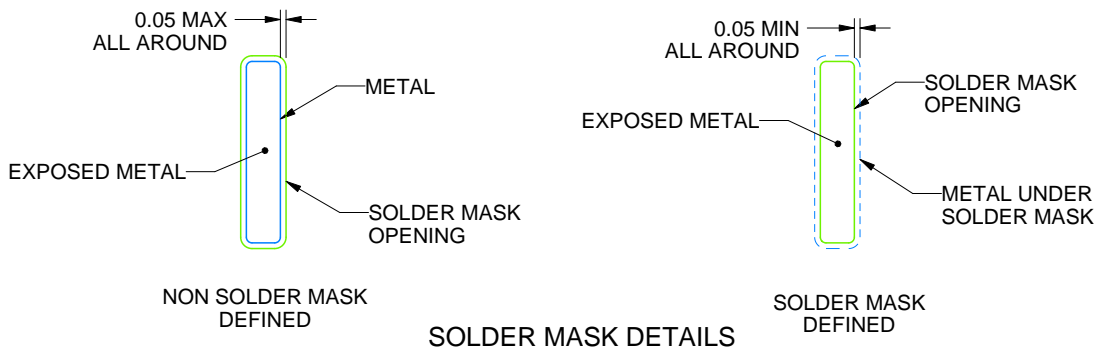 0.05 MAX
ALL AROUND
METAL
EXPOSED METAL
SOLDER MASK
OPENING
NON SOLDER MASK
DEFINED
0.05 MIN
ALL AROUND
SOLDER MASK
OPENING
EXPOSED METAL
METAL UNDER
SOLDER MASK
SOLDER MASK
DEFINED
SOLDER MASK DETAILS